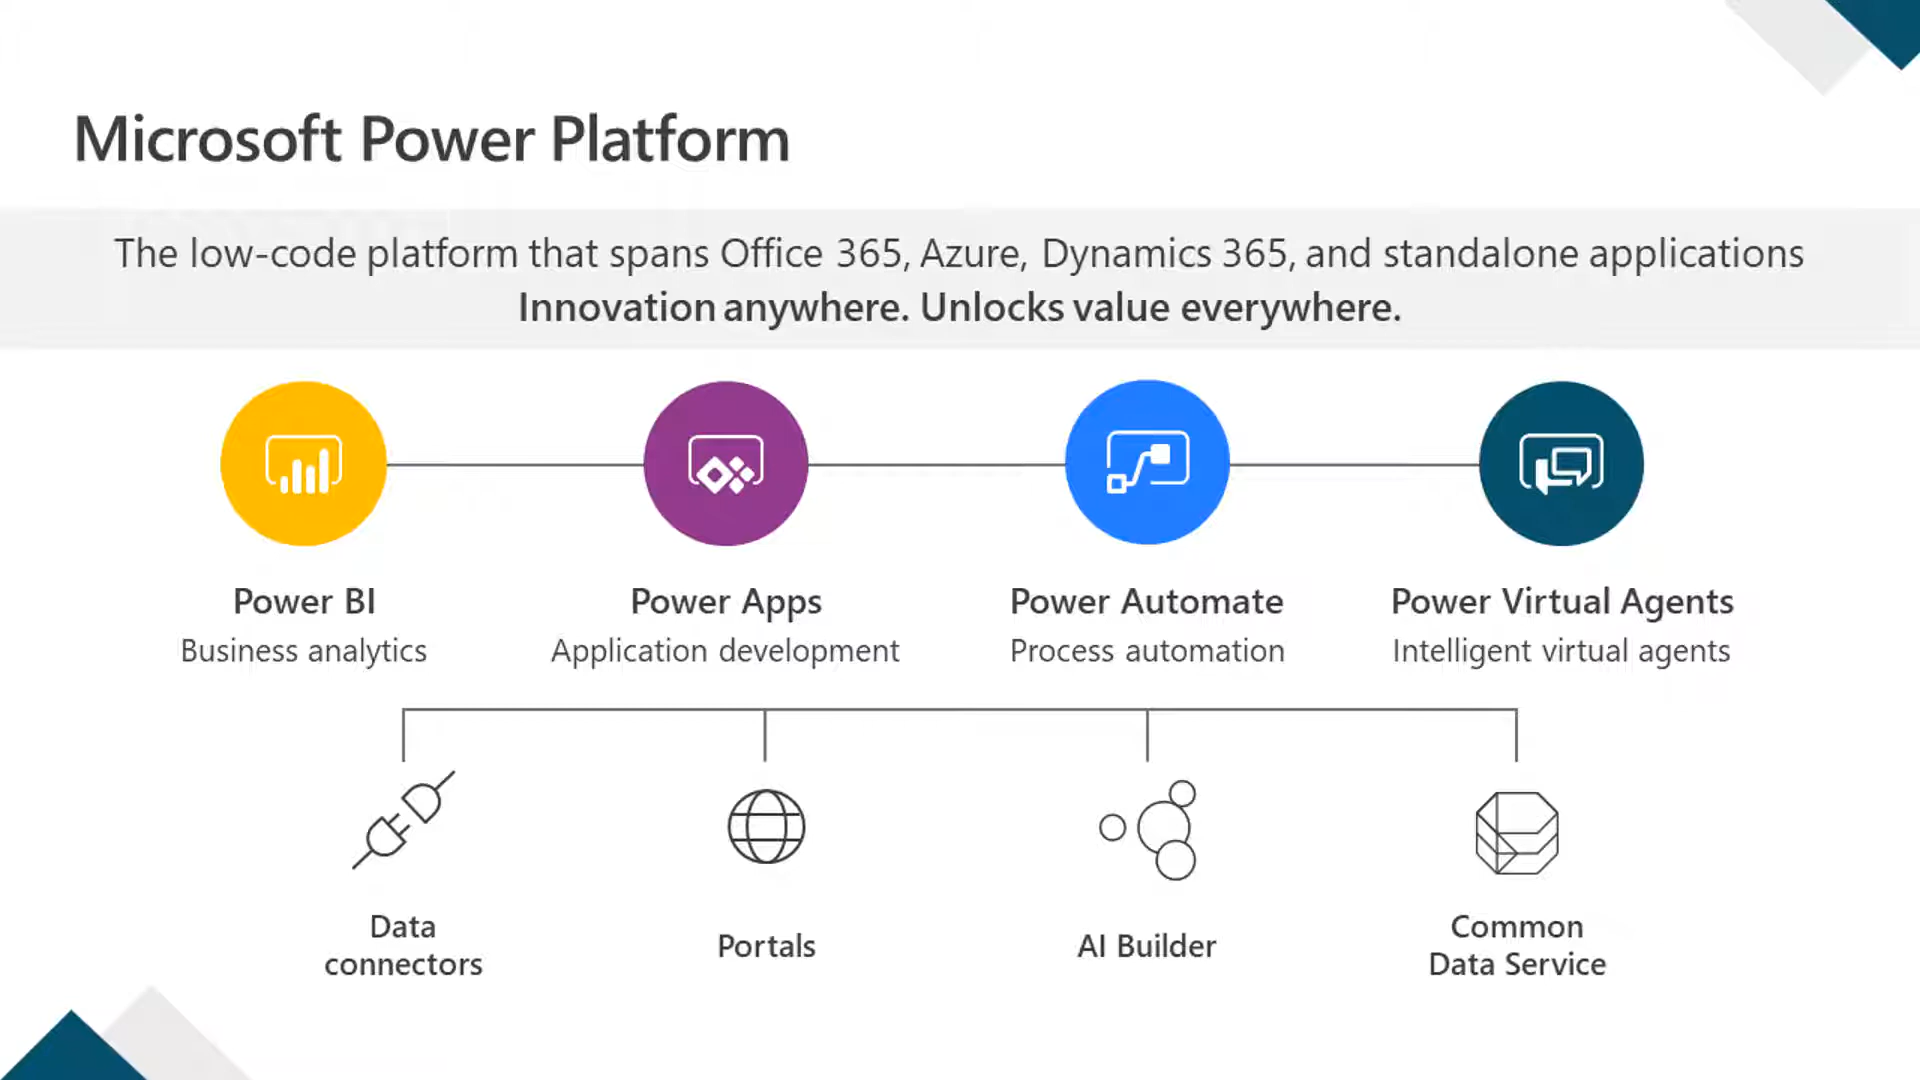 Microsoft Power Platform
The low-code platform that spans Office 365, Azure, Dynamics 365, and standalone applications
Innovation anywhere. Unlocks value everywhere.
Power BI
Business analytics
Power Apps
Application development
Power Automate
Process automation
Power Virtual Agents
Intelligent virtual agents
Data
connectors
Portals
AI Builder
Common
Data Service